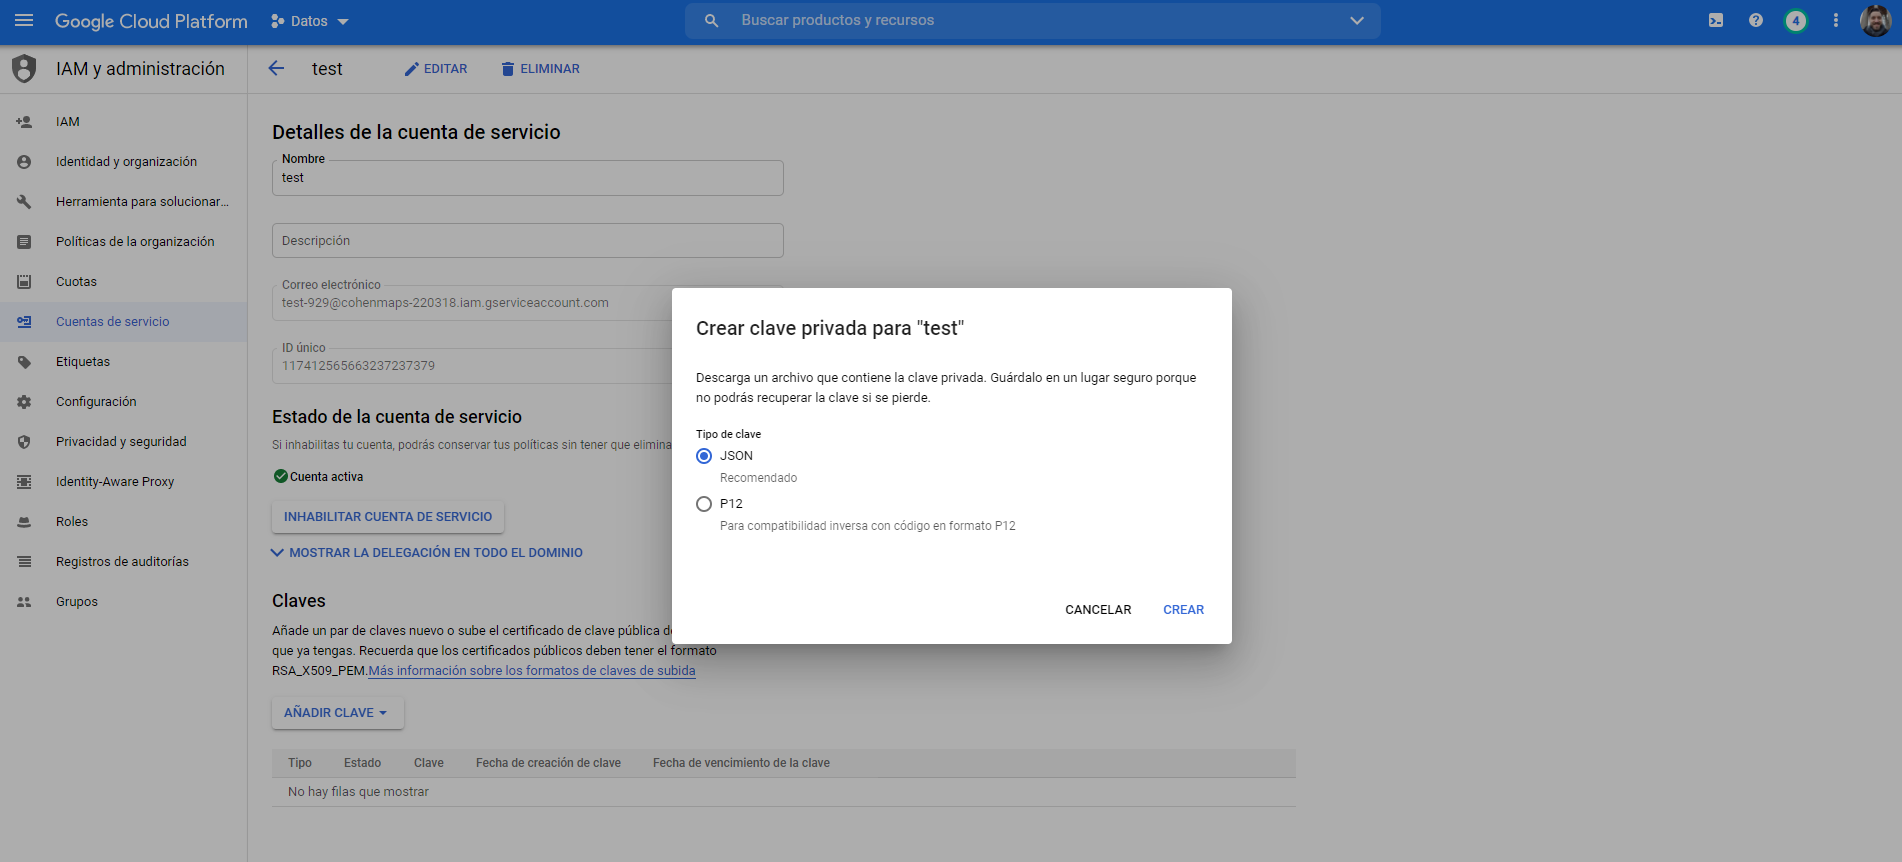 Google Cloud Platform
Datos
Buscar productos y recursos
4
IAM y administración
test
EDITAR
ELIMINAR
IAM
Identidad y organización
Herramienta para solucionar...
Políticas de la organización
Cuotas
Cuentas de servicio
Etiquetas
Configuración
Privacidad y seguridad
Identity-Aware Proxy
Roles
Registros de auditorías
Grupos
Detalles de la cuenta de servicio
Nombre
test
Descripción
Correo electrónico
test-929@cohenmaps-220318.iam.gserviceaccount.com
ID único
117412565663237237379
Estado de la cuenta de servicio
Si inhabilitas tu cuenta, podrás conservar tus políticas sin tener que elimina
Cuenta activa
INHABILITAR CUENTA DE SERVICIO
MOSTRAR LA DELEGACIÓN EN TODO EL DOMINIO
Claves
Añade un par de claves nuevo o sube el certificado de clave pública de
que ya tengas. Recuerda que los certificados públicos deben tener el formato
RSA_X509_PEM.Más información sobre los formatos de claves de subida
AÑADIR CLAVE
Tipo Estado Clave Fecha de creación de clave Fecha de vencimiento de la clave
No hay filas que mostrar
Crear clave privada para "test"
Descarga un archivo que contiene la clave privada. Guárdalo en un lugar seguro porque
no podrás recuperar la clave si se pierde.
Tipo de clave
JSON
Recomendado
P12
Para compatibilidad inversa con código en formato P12
CANCELAR
CREAR